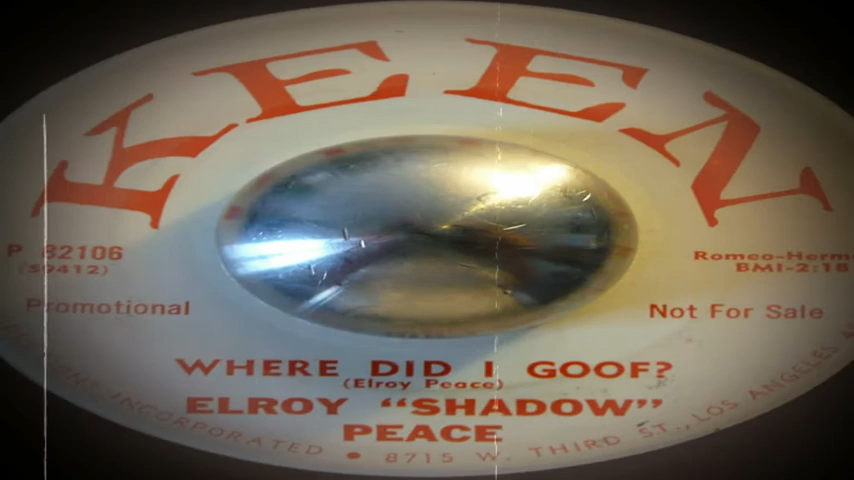 KEEN
P 82106
(S9412)
Romeo-Herm
BMI-2:18
Promotional
Not For Sale
WHERE DID I GOOF?
(Elroy Peace)
ELROY "SHADOW"
PEACE
INCORPORATED • 8715 W. THIRD ST., LOS ANGELES